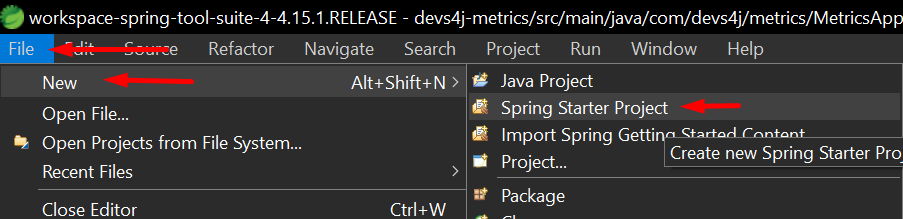 workspace-spring-tool-suite-4-4.15.1.RELEASE - devs4j-metrics/src/main/java/com/devs4j/metrics/MetricsApp
File Edit Source Refactor Navigate Search Project Run Window Help
New Alt+Shift+N >
Open File...
Open Projects from File System...
Recent Files >
Close Editor Ctrl+W
Java Project
Spring Starter Project
Import Spring Getting Started Content
Create new Spring Starter Proj
Project...
Package